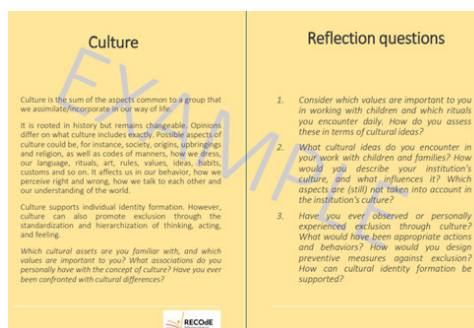 Culture
Culture is the sum of the aspects common to a group that
we assimilate/incorporate in our way of life.
It is rooted in history but remains changeable. Opinions
differ on what culture includes exactly. Possible aspects of
culture could be, for instance, society, origins, upbringings
and religion, as well as codes of manners, how we dress,
our language, rituals, art, rules, values, ideas, habits,
customs and so on. It affects us in our behavior, how we
perceive right and wrong, how we talk to each other and
our understanding of the world.
Culture supports individual identity formation. However,
culture can also promote exclusion through the
standardization and hierarchization of thinking, acting,
and feeling.
Which cultural assets are you familiar with, and which
values are important to you? What associations do you
personally have with the concept of culture? Have you ever
been confronted with cultural differences?
RECOdE
Reflection questions
1. Consider which values are important to you
in working with children and which rituals
you encounter daily. How do you assess
these in terms of cultural ideas?
2. What cultural ideas do you encounter in
your work with children and families? How
would you describe your institution's
culture, and what influences it? Which
aspects are (still) not taken into account in
the institution's culture?
3. Have you ever observed or personally
experienced exclusion through culture?
What would have been appropriate actions
and behaviors? How would you design
preventive measures against exclusion?
How can cultural identity formation be
supported?
EXAMPLE